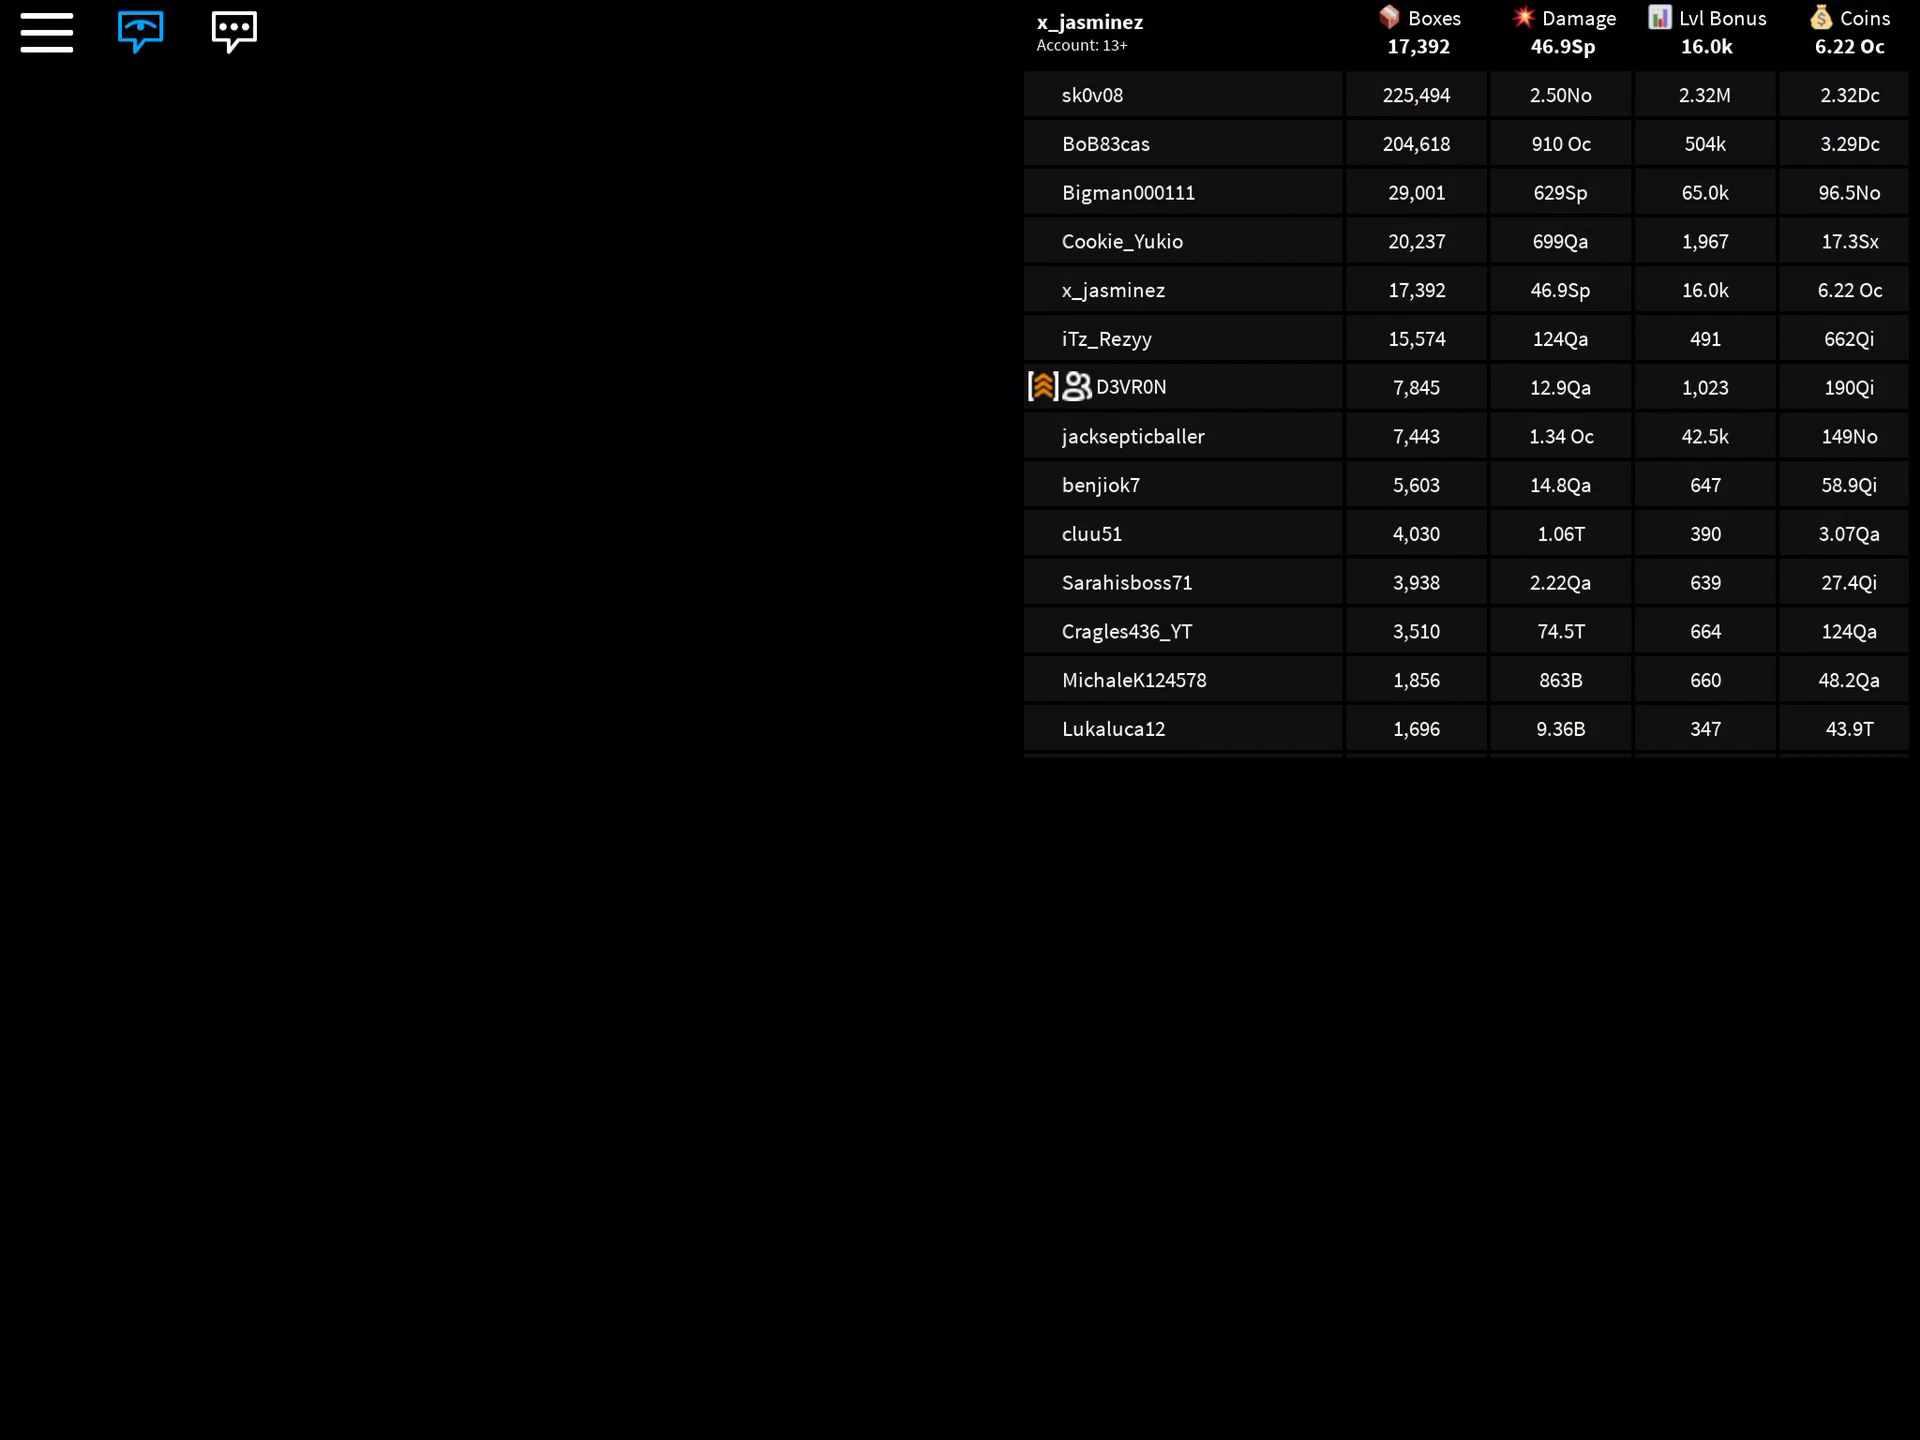 x_jasminez Boxes Damage Lvl Bonus Coins
Account: 13+ 17,392 46.9Sp 16.0k 6.22 Oc
sk0v08 225,494 2.50No 2.32M 2.32Dc
BoB83cas 204,618 910 Oc 504k 3.29Dc
Bigman000111 29,001 629Sp 65.0k 96.5No
Cookie_Yukio 20,237 699Qa 1,967 17.3Sx
x_jasminez 17,392 46.9Sp 16.0k 6.22 Oc
iTz_Rezyy 15,574 124Qa 491 662Qi
D3VR0N 7,845 12.9Qa 1,023 190Qi
jacksepticballer 7,443 1.34 Oc 42.5k 149No
benjiok7 5,603 14.8Qa 647 58.9Qi
cluu51 4,030 1.06T 390 3.07Qa
Sarahisboss71 3,938 2.22Qa 639 27.4Qi
Cragles436_YT 3,510 74.5T 664 124Qa
MichaleK124578 1,856 863B 660 48.2Qa
Lukaluca12 1,696 9.36B 347 43.9T